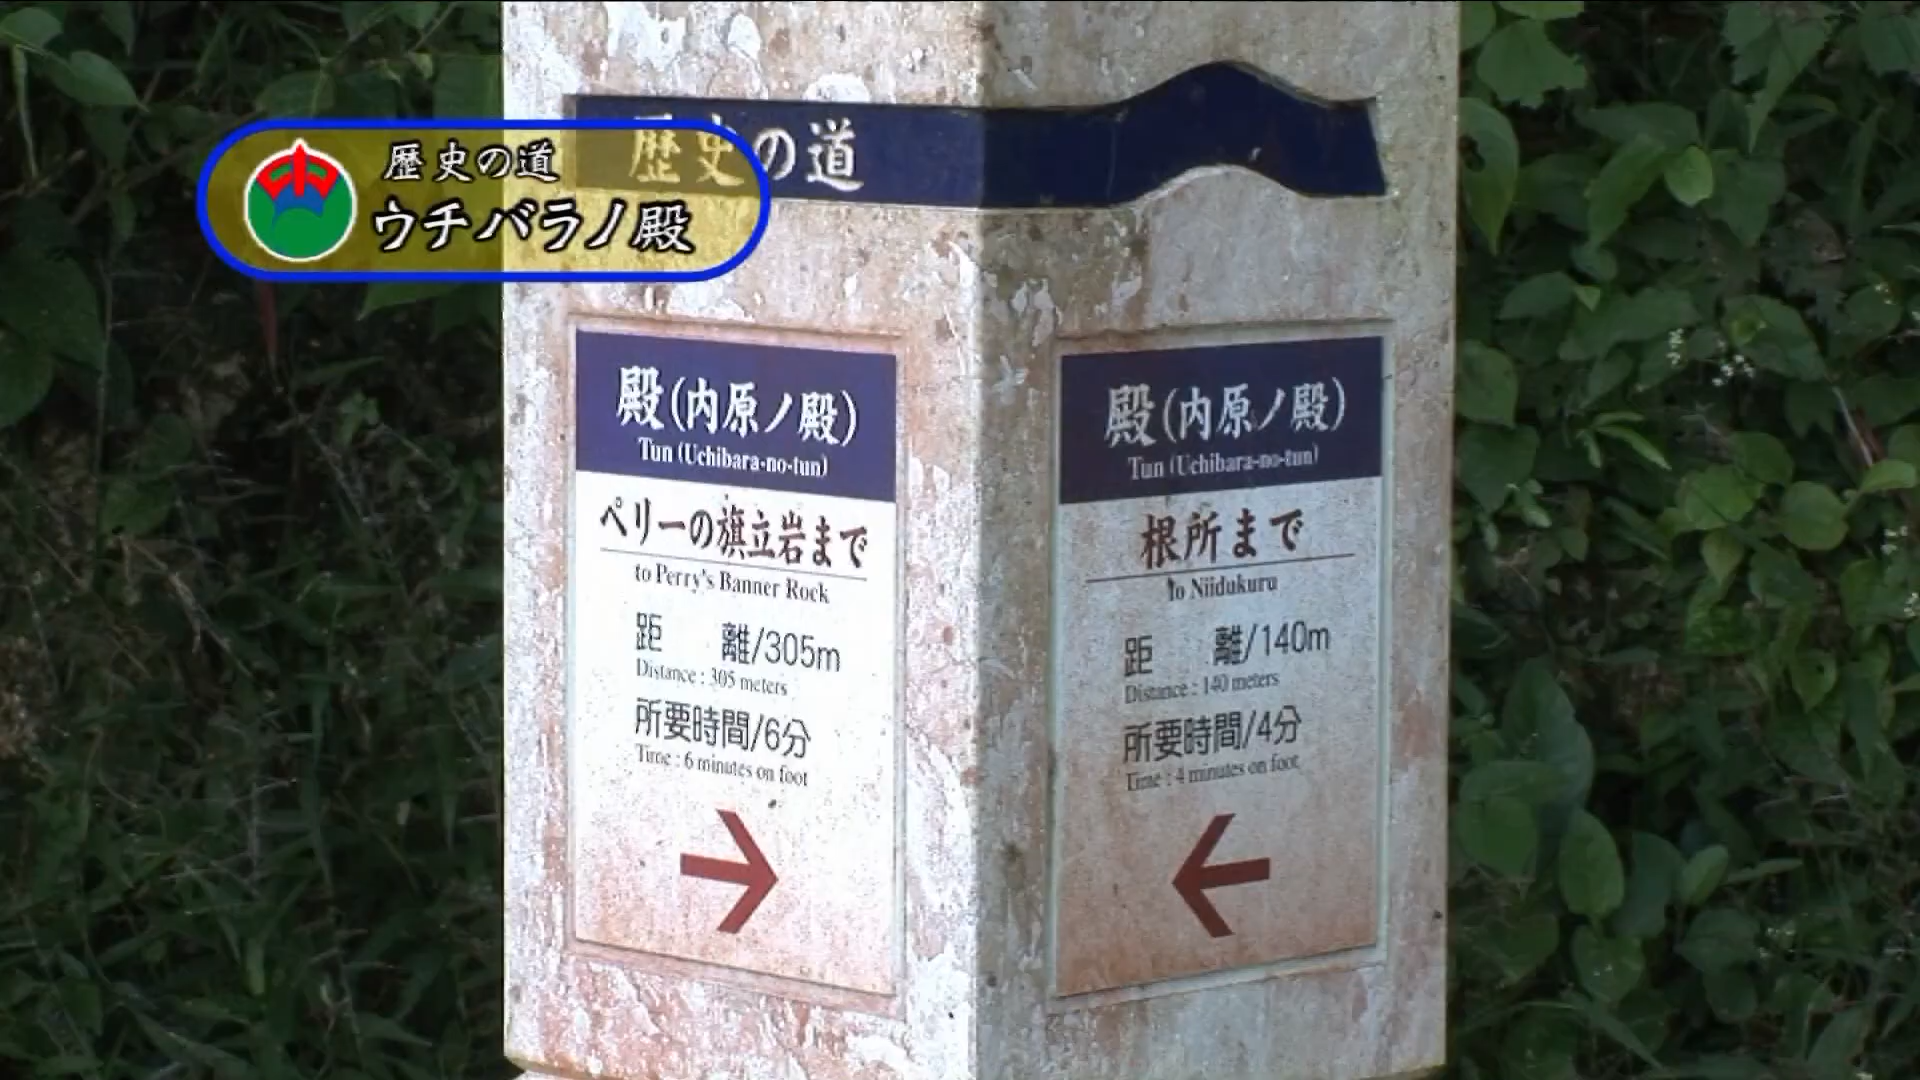 歴史の道
ウチバラノ殿
歴史の道
殿(内原ノ殿)
Tun (Uchibara-no-tun)
ペリーの旗立岩まで
to Perry's Banner Rock
距 離/305m
Distance : 305 meters
所要時間/6分
Time : 6 minutes on foot
殿(内原ノ殿)
Tun (Uchibara-no-tun)
根所まで
to Niidukuru
距 離/140m
Distance : 140 meters
所要時間/4分
Time : 4 minutes on foot